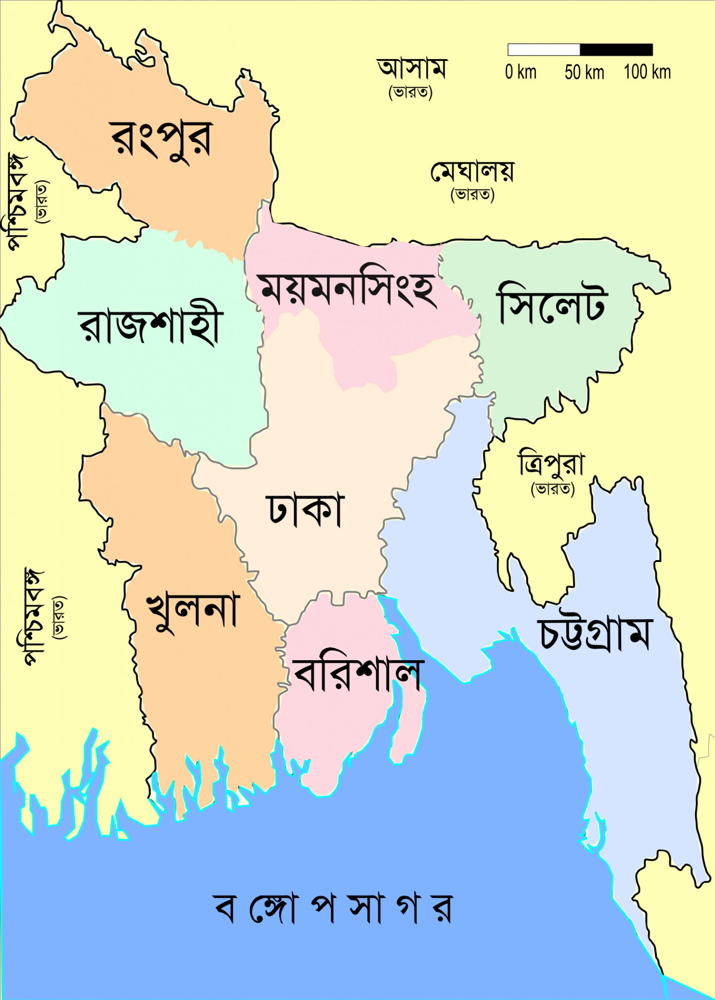 আসাম
(ভারত)
0 km 50 km 100 km
রংপুর
মেঘালয়
(ভারত)
পশ্চিমবঙ্গ
(ভারত)
ময়মনসিংহ
সিলেট
রাজশাহী
ত্রিপুরা
(ভারত)
ঢাকা
পশ্চিমবঙ্গ
(ভারত)
খুলনা
চট্টগ্রাম
বরিশাল
ব ঙ্গো প সা গ র